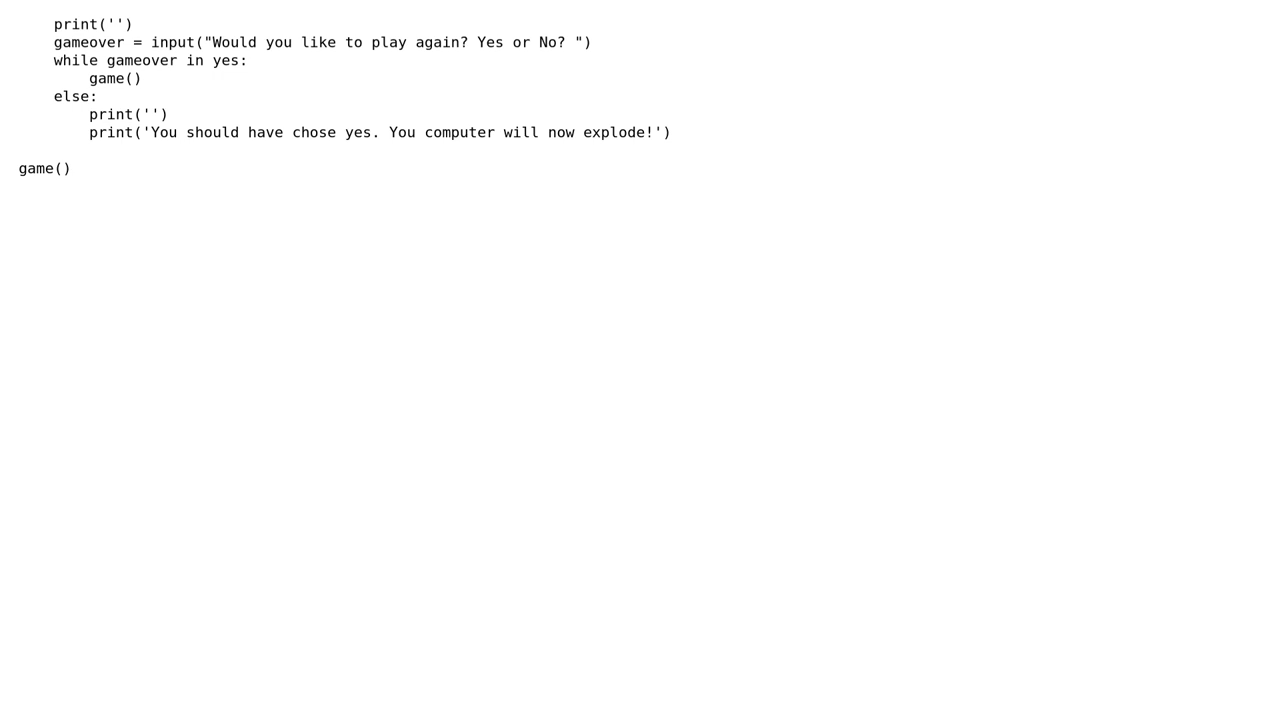 print('')
    gameover = input("Would you like to play again? Yes or No? ")
    while gameover in yes:
        game()
    else:
        print('')
        print('You should have chose yes. You computer will now explode!')

game()